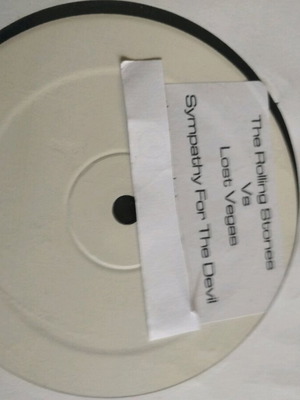 The Rolling Stones
Vs
Lost Vegas
Sympathy For The Devil